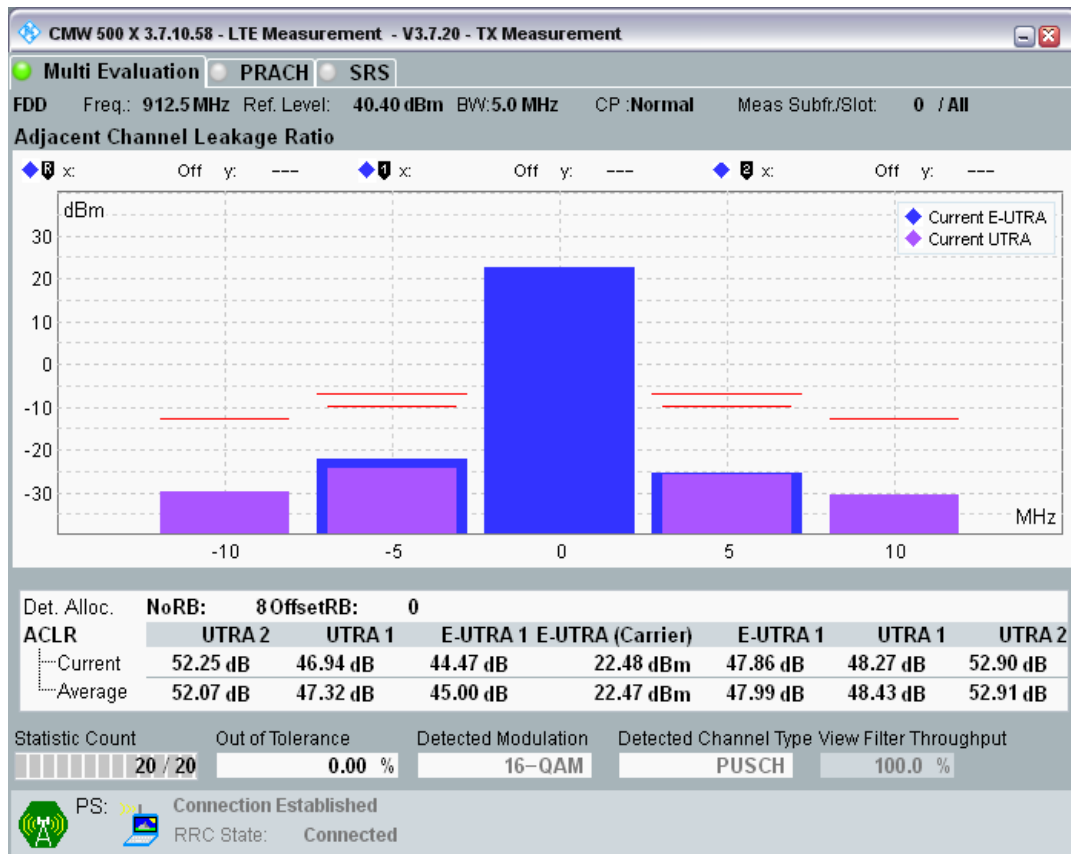 CMW 500 X 3.7.10.58 - LTE Measurement - V3.7.20 - TX Measurement
Multi Evaluation PRACH SRS
FDD Freq.: 912.5 MHz Ref. Level: 40.40 dBm BW:5.0 MHz CP :Normal Meas Subfr./Slot: 0 / All
Adjacent Channel Leakage Ratio
R x: Off y: --- 1 x: Off y: --- 2 x: Off y: ---
dBm
Current E-UTRA
Current UTRA
30
20
10
0
-10
-20
-30
MHz
-10 -5 0 5 10
Det. Alloc. NoRB: 8 OffsetRB: 0
ACLR UTRA 2 UTRA 1 E-UTRA 1 E-UTRA (Carrier) E-UTRA 1 UTRA 1 UTRA 2
Current 52.25 dB 46.94 dB 44.47 dB 22.48 dBm 47.86 dB 48.27 dB 52.90 dB
Average 52.07 dB 47.32 dB 45.00 dB 22.47 dBm 47.99 dB 48.43 dB 52.91 dB
Statistic Count Out of Tolerance Detected Modulation Detected Channel Type View Filter Throughput
20 / 20 0.00 % 16-QAM PUSCH 100.0 %
PS: Connection Established
RRC State: Connected